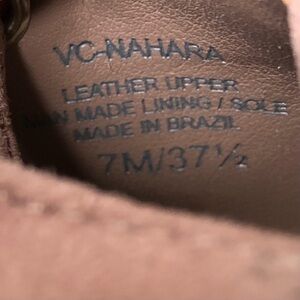 VC-NAHARA
LEATHER UPPER
MAN MADE LINING / SOLE
MADE IN BRAZIL
7M/37½